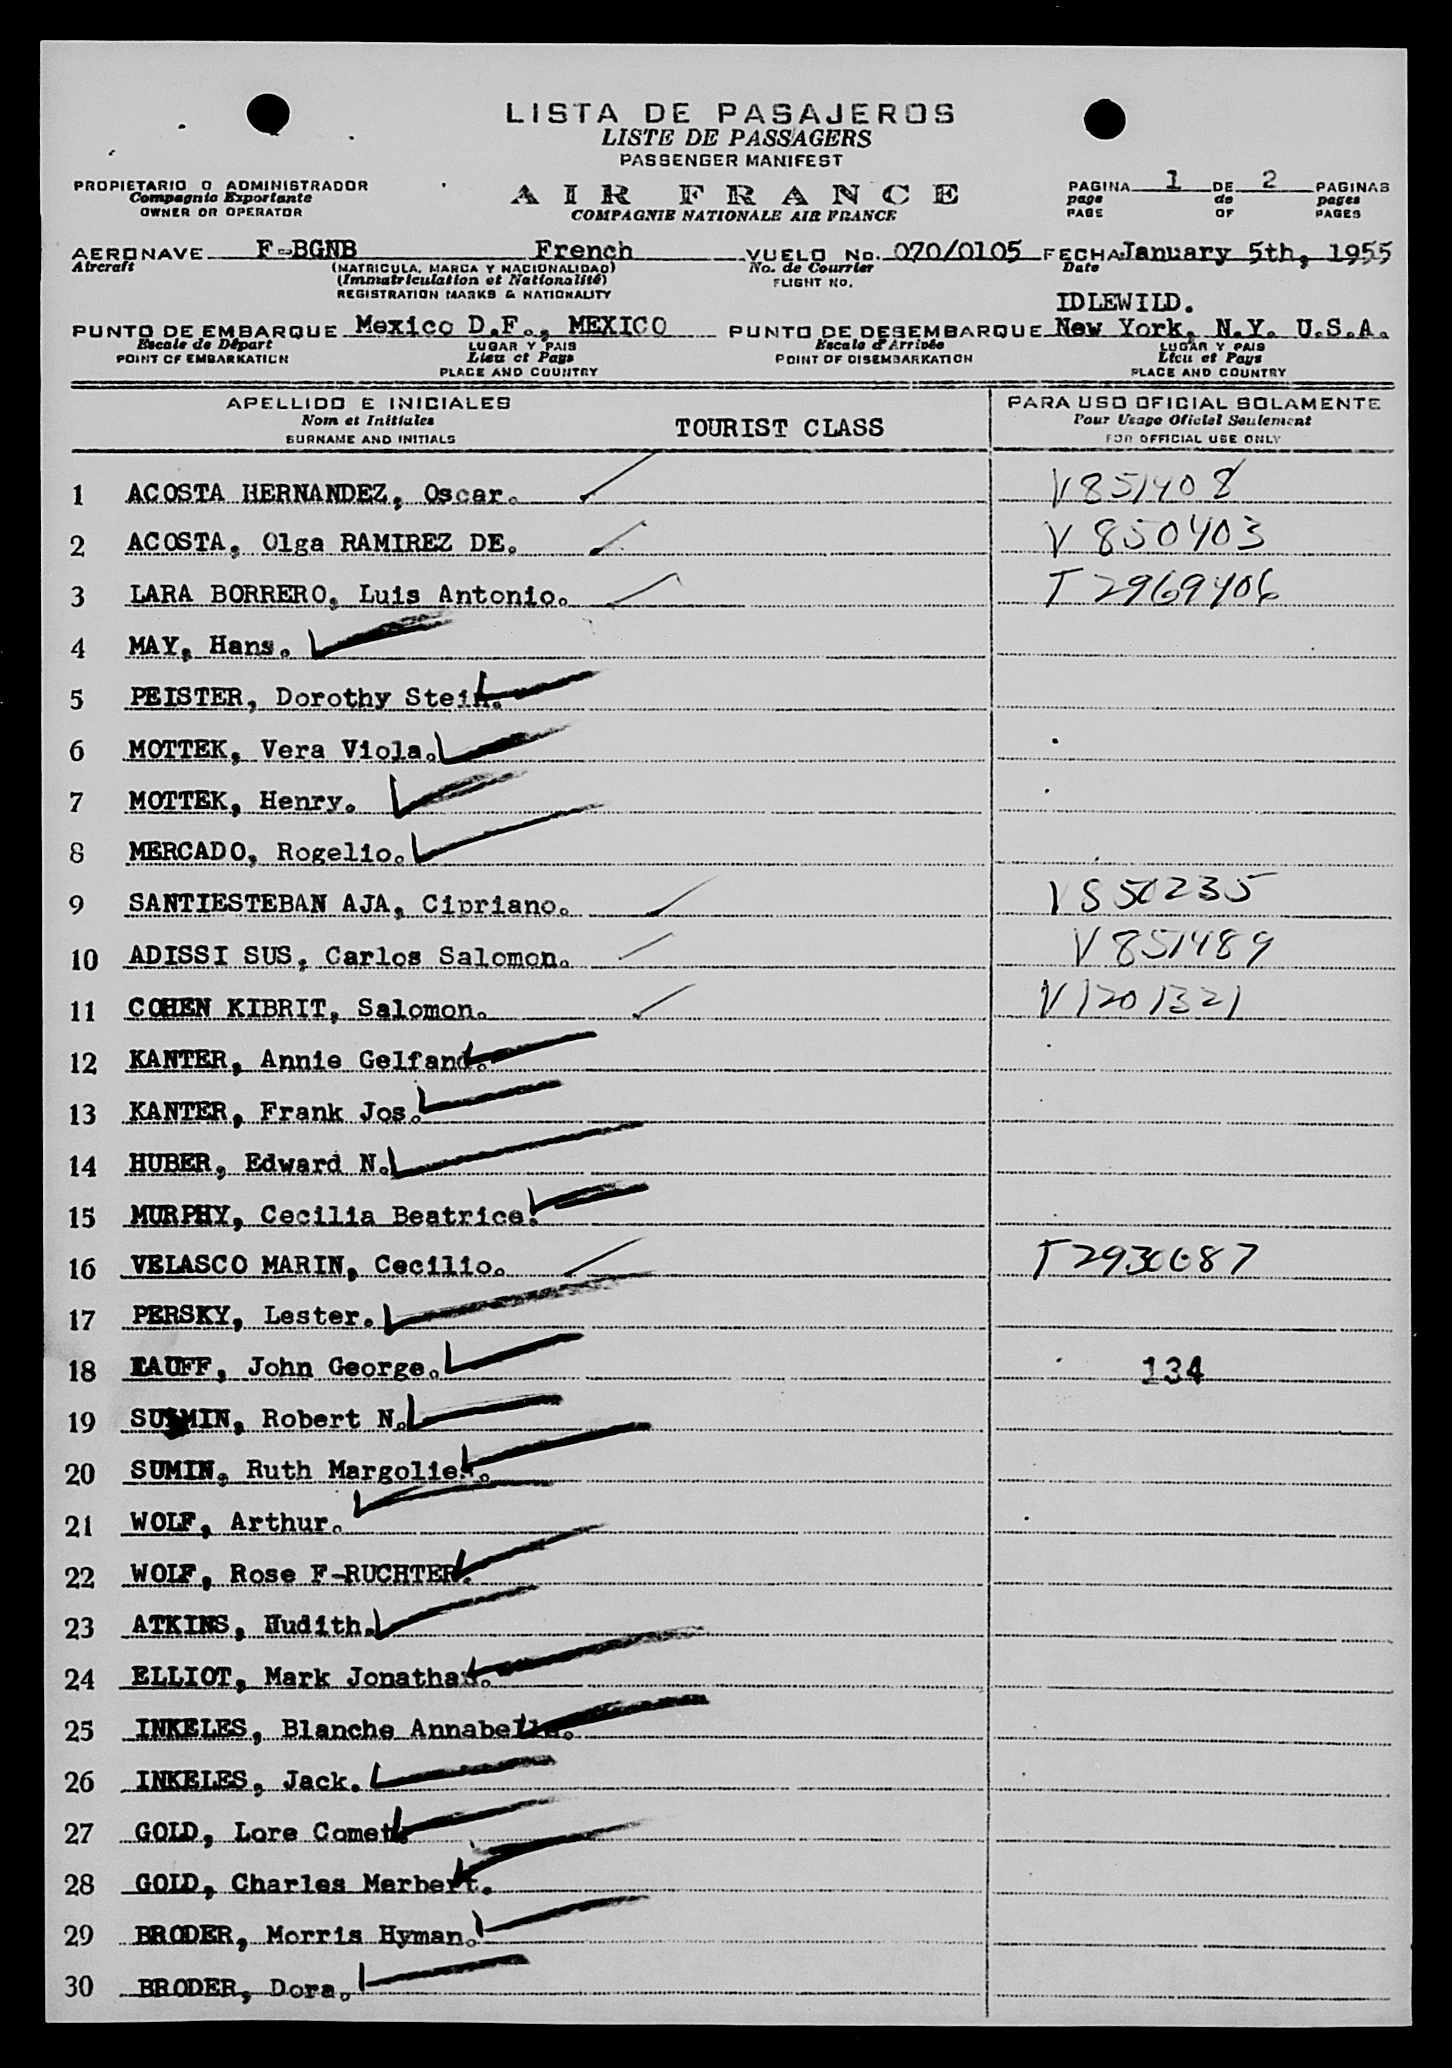 LISTA DE PASAJEROS
LISTE DE PASSAGERS
PASSENGER MANIFEST
PROPIETARIO O ADMINISTRADOR
Compagnie Exportante
OWNER OR OPERATOR
AIR FRANCE
COMPAGNIE NATIONALE AIR FRANCE
PAGINA 1 DE 2 PAGINAS
page de pages
PAGE OF PAGES
AERONAVE F-BGNB French VUELO No. 070/0105 FECHA January 5th, 1955
Aircraft (MATRICULA, MARCA Y NACIONALIDAD) No. de Courrier Date
(Immatriculation et Nationalité) FLIGHT NO.
REGISTRATION MARKS & NATIONALITY
IDLEWILD.
PUNTO DE EMBARQUE Mexico D.F., MEXICO PUNTO DE DESEMBARQUE New York, N.Y. U.S.A.
Escale de Départ LUGAR Y PAIS Escale d'Arrivée LUGAR Y PAIS
POINT OF EMBARKATION Lieu et Pays POINT OF DISEMBARKATION Lieu et Pays
PLACE AND COUNTRY PLACE AND COUNTRY
APELLIDO E INICIALES PARA USO OFICIAL SOLAMENTE
Nom et Initiales TOURIST CLASS Pour Usage Oficiel Seulement
SURNAME AND INITIALS FOR OFFICIAL USE ONLY
1 ACOSTA HERNANDEZ, Oscar. V851408
2 ACOSTA, Olga RAMIREZ DE. V 850403
3 LARA BORRERO, Luis Antonio. T 2969406
4 MAY, Hans.
5 PEISTER, Dorothy Stein.
6 MOTTEK, Vera Viola.
7 MOTTEK, Henry.
8 MERCADO, Rogelio.
9 SANTIESTEBAN AJA, Cipriano. V850235
10 ADISSI SUS, Carlos Salomon. V 851489
11 COHEN KIBRIT, Salomon. V1201321
12 KANTER, Annie Gelfand.
13 KANTER, Frank Jos.
14 HUBER, Edward N.
15 MURPHY, Cecilia Beatrice.
16 VELASCO MARIN, Cecilio. T2930687
17 PERSKY, Lester.
18 John George. 134
19 Robert N.
20 SUMIN, Ruth Margolies.
21 WOLF, Arthur.
22 WOLF, Rose F-RUCHTER.
23 ATKINS, Hudith.
24 ELLIOT, Mark Jonathan.
25 INKELES, Blanche Annabelle.
26 INKELES, Jack.
27 GOLD, Lore Comet.
28 GOLD, Charles Merbert.
29 BRODER, Morris Hyman.
30 BRODER, Dora.